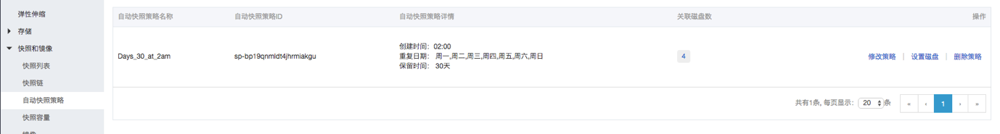 弹性伸缩
存储
快照和镜像
快照列表
快照链
自动快照策略
快照容量
镜像
自动快照策略名称 自动快照策略ID 自动快照策略详情 关联磁盘数 操作
Days_30_at_2am sp-bp19qnmldt4jhrmiakgu 创建时间：02:00
重复日期： 周一,周二,周三,周四,周五,周六,周日
保留时间： 30天
4 修改策略 | 设置磁盘 | 删除策略
共有1条, 每页显示： 20 条 « ‹ 1 › »